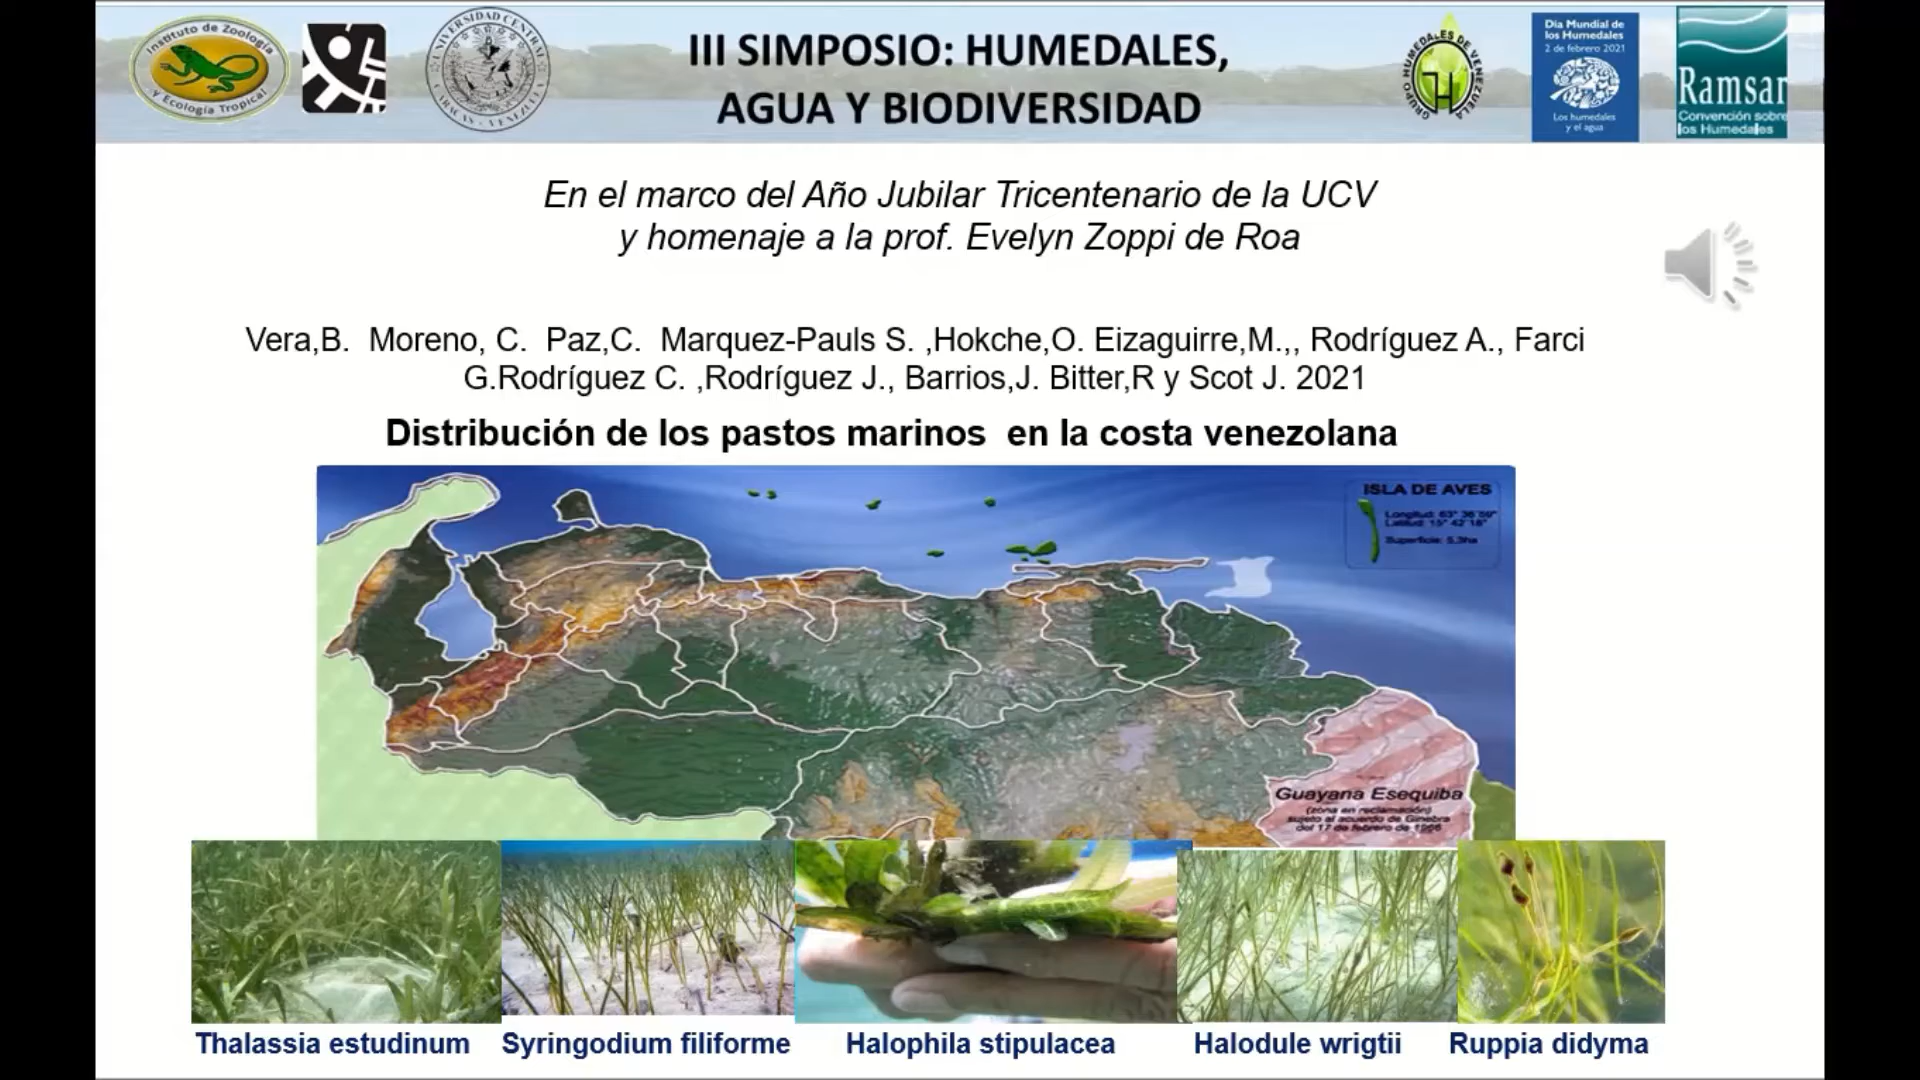 Instituto de Zoología
y Ecología Tropical
UNIVERSIDAD CENTRAL
CARACAS - VENEZUELA
III SIMPOSIO: HUMEDALES,
AGUA Y BIODIVERSIDAD
GRUPO HUMEDALES DE VENEZUELA
Día Mundial de
los Humedales
2 de febrero 2021
Los humedales
y el agua
Ramsar
Convención sobre
los Humedales
En el marco del Año Jubilar Tricentenario de la UCV
y homenaje a la prof. Evelyn Zoppi de Roa
Vera,B. Moreno, C. Paz,C. Marquez-Pauls S. ,Hokche,O. Eizaguirre,M.,, Rodríguez A., Farci
G.Rodríguez C. ,Rodríguez J., Barrios,J. Bitter,R y Scot J. 2021
Distribución de los pastos marinos en la costa venezolana
ISLA DE AVES
Longitud: 63° 36'59"
Latitud: 15° 42'18"
Superficie: 5,3ha
Guayana Esequiba
(zona en reclamación)
sujeto al acuerdo de Ginebra
del 17 de febrero de 1966
Thalassia estudinum
Syringodium filiforme
Halophila stipulacea
Halodule wrigtii
Ruppia didyma